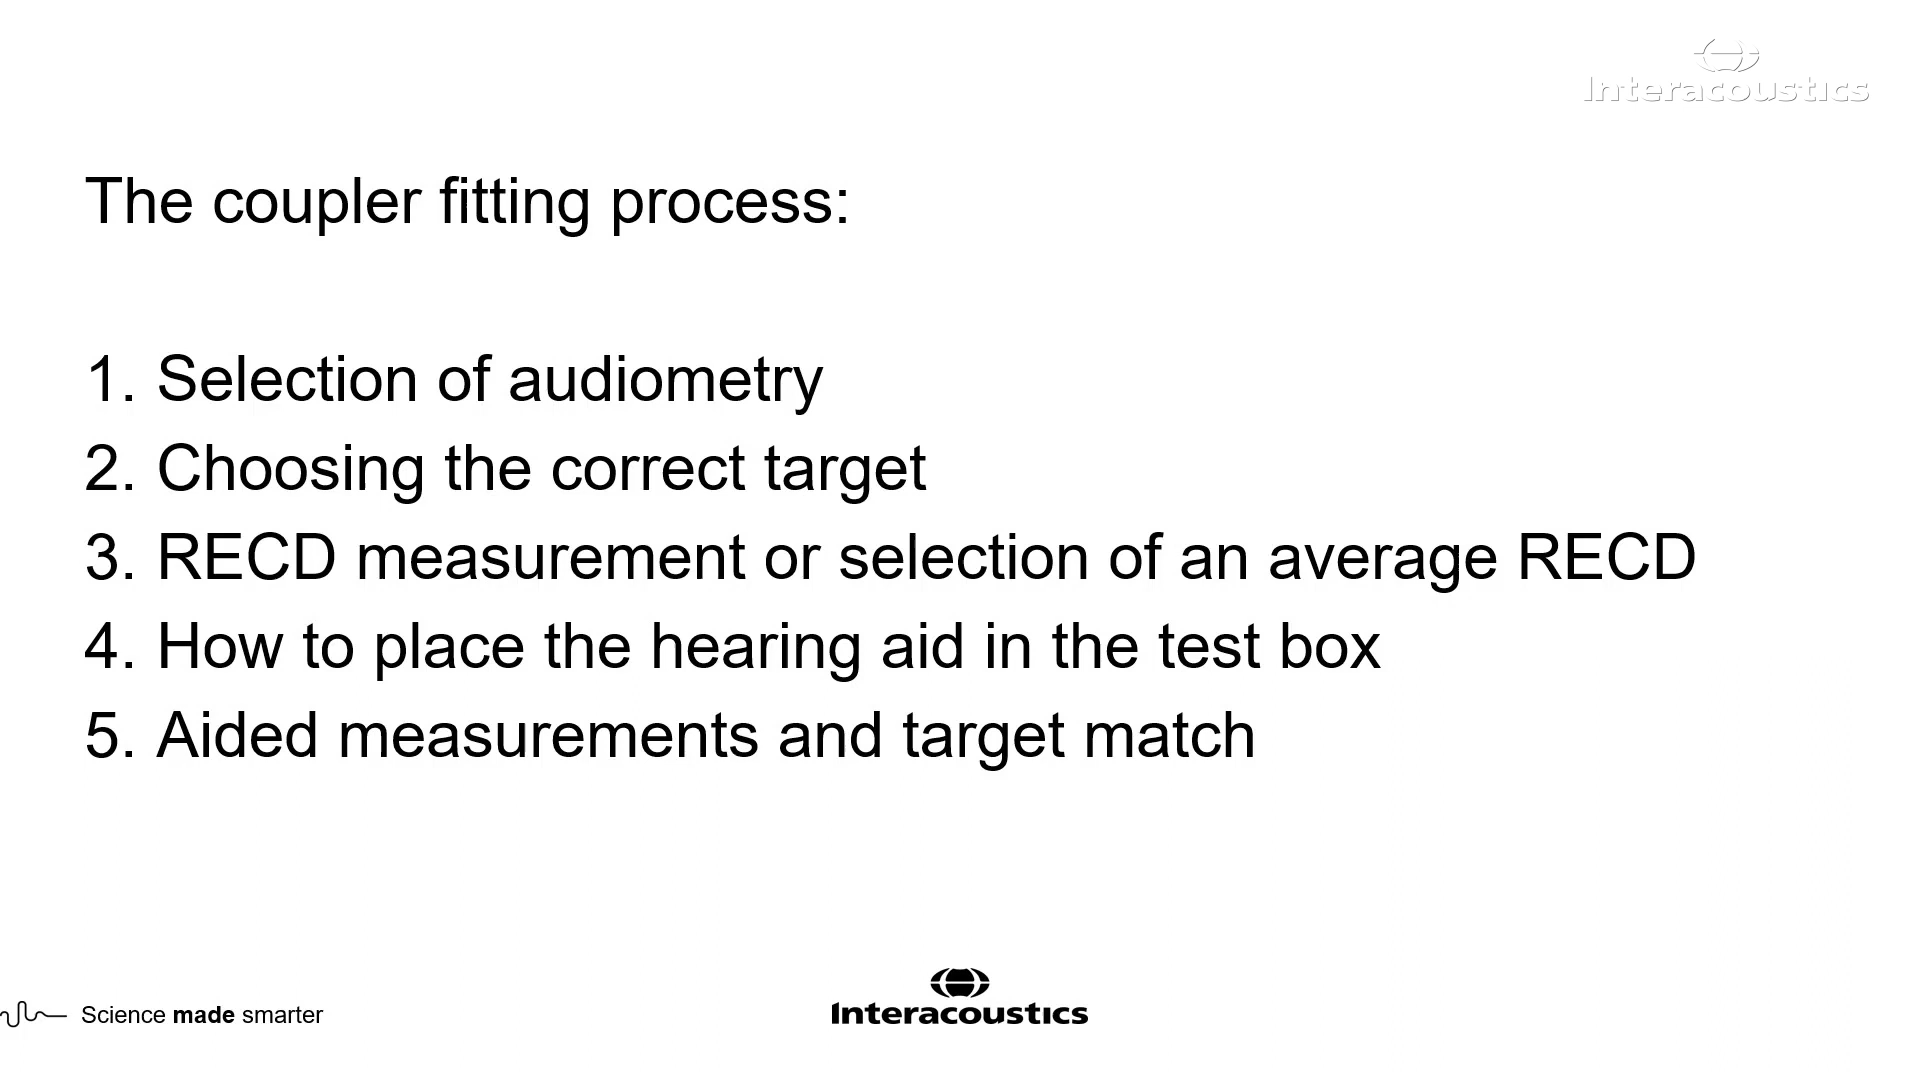 Interacoustics
The coupler fitting process:
1. Selection of audiometry
2. Choosing the correct target
3. RECD measurement or selection of an average RECD
4. How to place the hearing aid in the test box
5. Aided measurements and target match
Science made smarter
Interacoustics